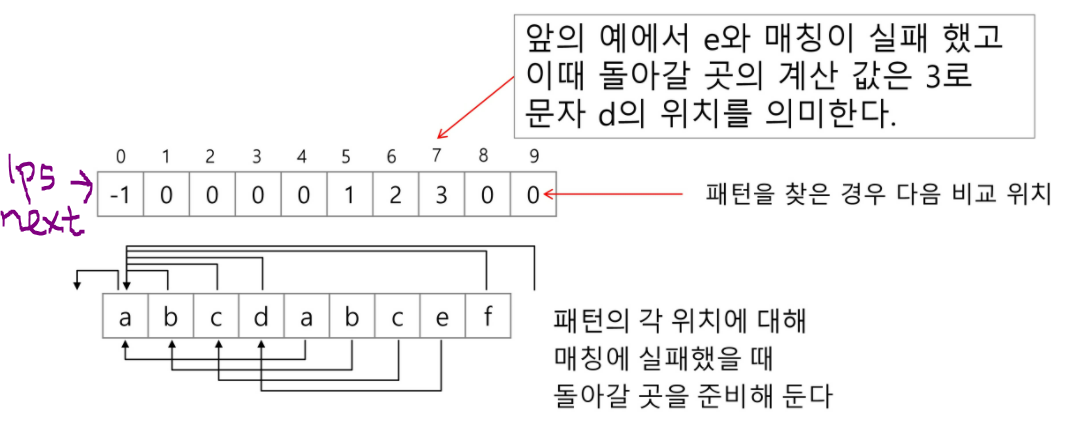 앞의 예에서 e와 매칭이 실패 했고
이때 돌아갈 곳의 계산 값은 3로
문자 d의 위치를 의미한다.
0 1 2 3 4 5 6 7 8 9
lps
next
-1 0 0 0 0 1 2 3 0 0
패턴을 찾은 경우 다음 비교 위치
a b c d a b c e f
패턴의 각 위치에 대해
매칭에 실패했을 때
돌아갈 곳을 준비해 둔다